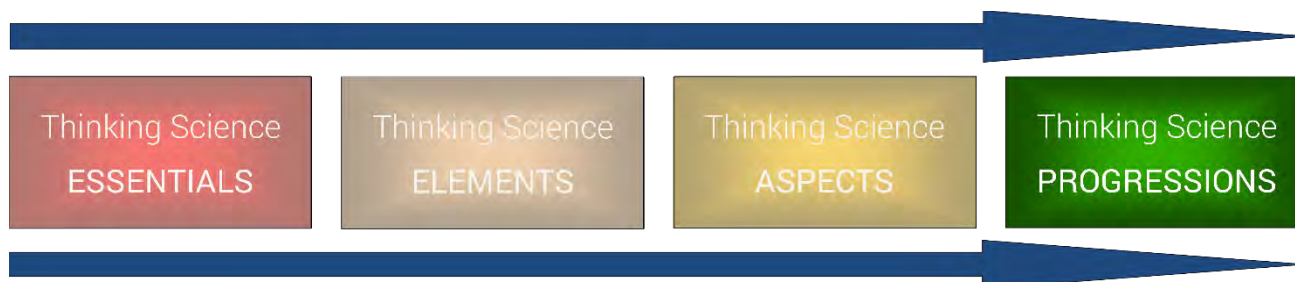 Thinking Science
ESSENTIALS
Thinking Science
ELEMENTS
Thinking Science
ASPECTS
Thinking Science
PROGRESSIONS